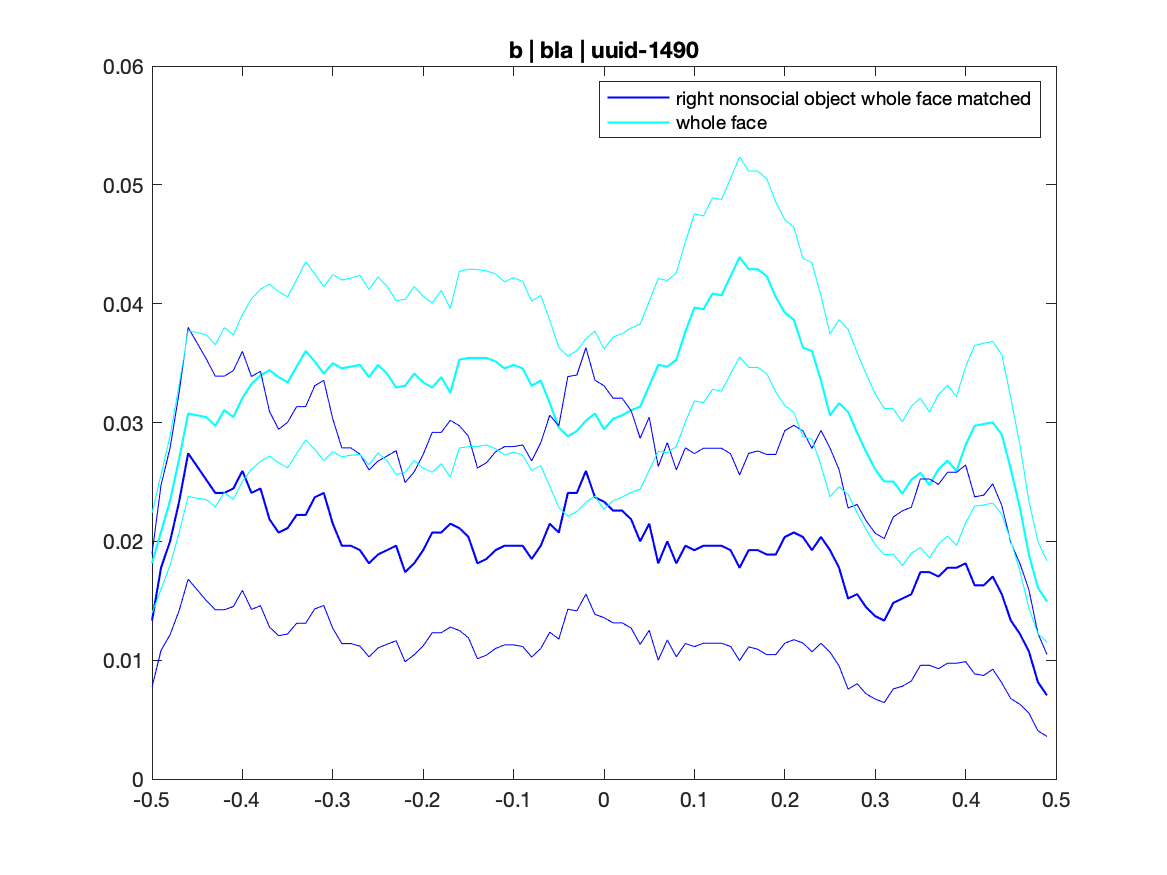 b | bla | uuid-1490
right nonsocial object whole face matched
whole face
0.06
0.05
0.04
0.03
0.02
0.01
0
-0.5 -0.4 -0.3 -0.2 -0.1 0 0.1 0.2 0.3 0.4 0.5